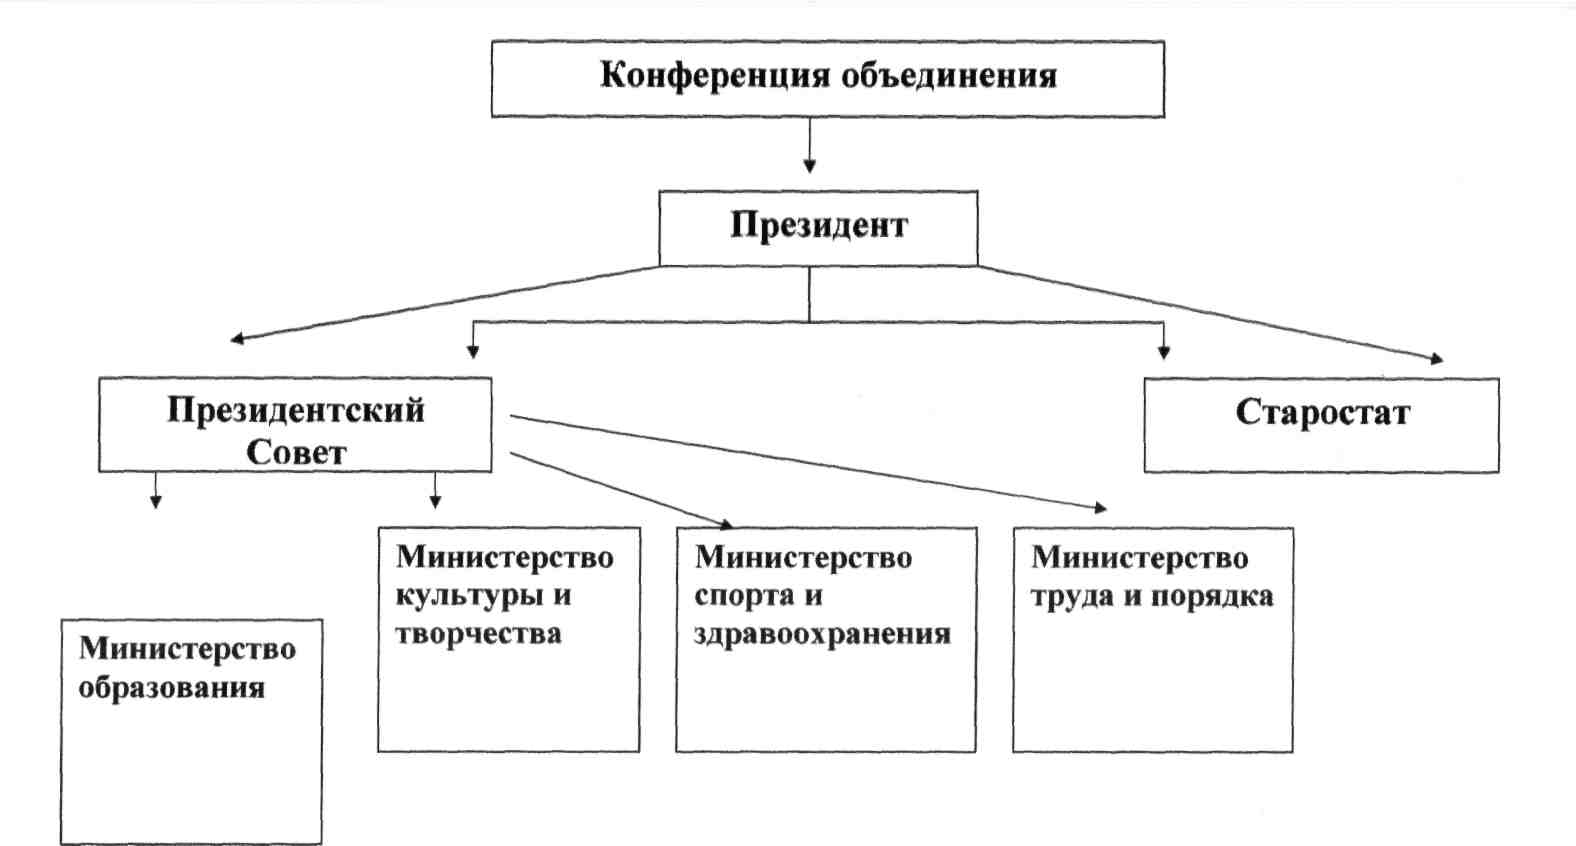 Конференция объединения
Президент
Президентский
Совет
Старостат
Министерство
культуры и
творчества
Министерство
спорта и
здравоохранения
Министерство
труда и порядка
Министерство
образования